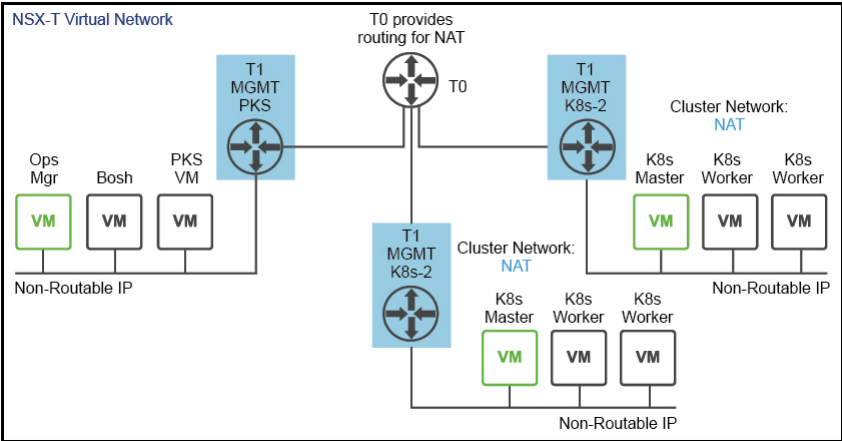 NSX-T Virtual Network
T0 provides
routing for NAT
T0
T1
MGMT
PKS
T1
MGMT
K8s-2
Cluster Network:
NAT
Ops
Mgr
Bosh
PKS
VM
VM
VM
VM
Non-Routable IP
K8s
Master
K8s
Worker
K8s
Worker
VM
VM
VM
Non-Routable IP
T1
MGMT
K8s-2
Cluster Network:
NAT
K8s
Master
K8s
Worker
K8s
Worker
VM
VM
VM
Non-Routable IP